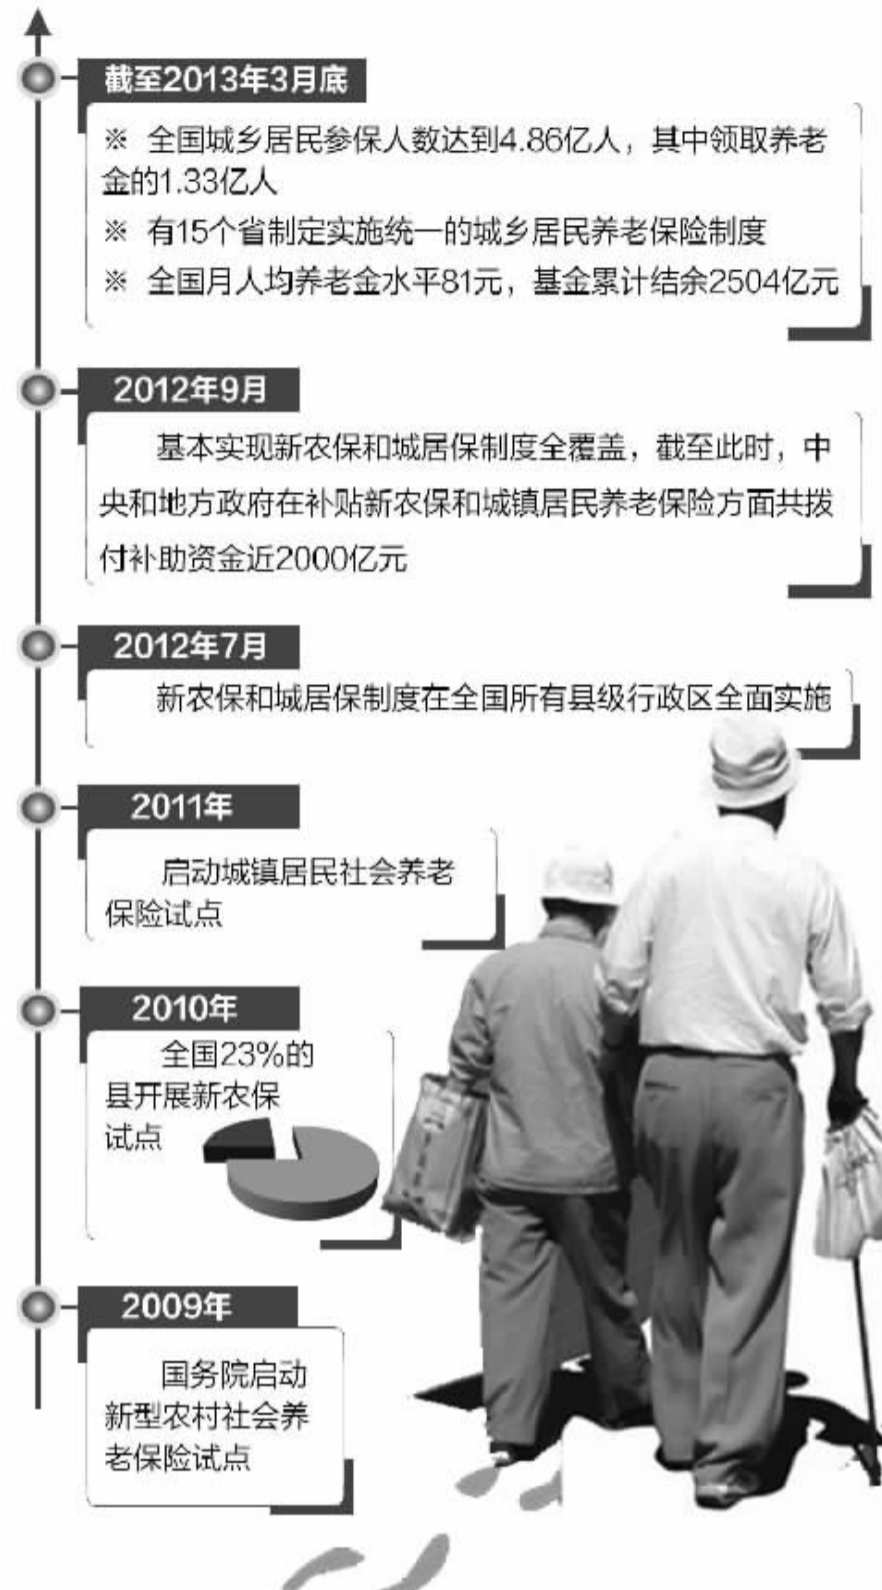 截至2013年3月底
※ 全国城乡居民参保人数达到4.86亿人，其中领取养老
金的1.33亿人
※ 有15个省制定实施统一的城乡居民养老保险制度
※ 全国月人均养老金水平81元，基金累计结余2504亿元
2012年9月
基本实现新农保和城居保制度全覆盖，截至此时，中
央和地方政府在补贴新农保和城镇居民养老保险方面共拨
付补助资金近2000亿元
2012年7月
新农保和城居保制度在全国所有县级行政区全面实施
2011年
启动城镇居民社会养老
保险试点
2010年
全国23%的
县开展新农保
试点
2009年
国务院启动
新型农村社会养
老保险试点